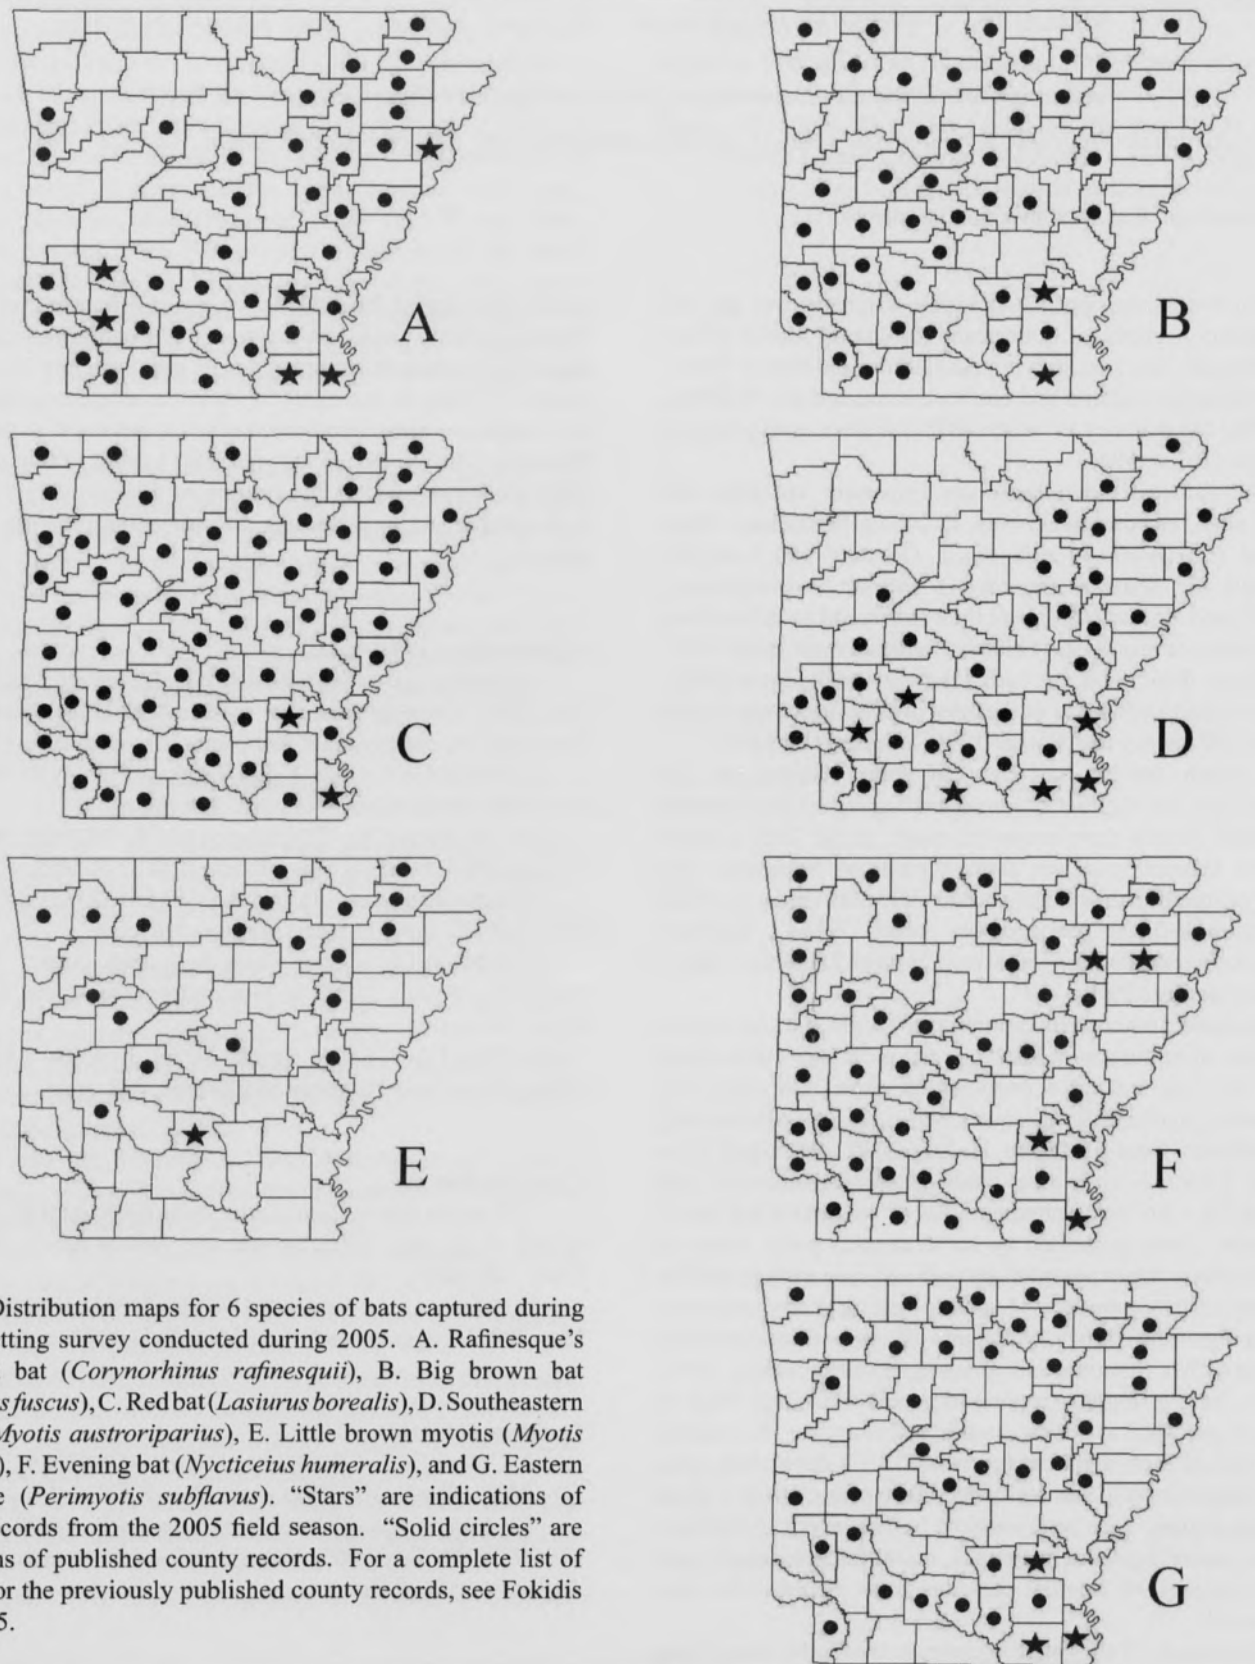 A
B
C
D
E
F
G
Distribution maps for 6 species of bats captured during
tting survey conducted during 2005. A. Rafinesque's
bat (Corynorhinus rafinesquii), B. Big brown bat
s fuscus), C. Red bat (Lasiurus borealis), D. Southeastern
Myotis austroriparius), E. Little brown myotis (Myotis
), F. Evening bat (Nycticeius humeralis), and G. Eastern
e (Perimyotis subflavus). “Stars” are indications of
cords from the 2005 field season. “Solid circles” are
ns of published county records. For a complete list of
or the previously published county records, see Fokidis
5.